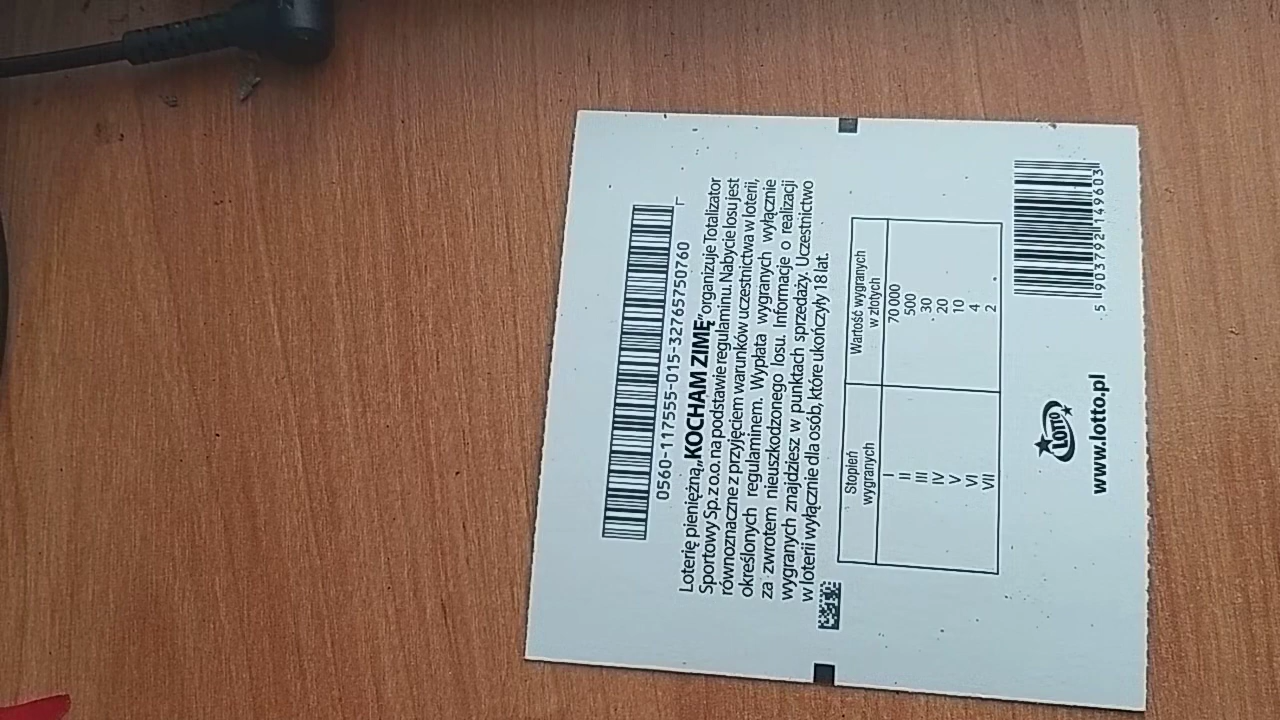 0560-117555-015-32765750760
Loterię pieniężną „KOCHAM ZIMĘ” organizuje Totalizator
Sportowy Sp. z o.o. na podstawie regulaminu. Nabycie losu jest
równoznaczne z przyjęciem warunków uczestnictwa w loterii,
określonych regulaminem. Wypłata wygranych wyłącznie
za zwrotem nieuszkodzonego losu. Informacje o realizacji
wygranych znajdziesz w punktach sprzedaży. Uczestnictwo
w loterii wyłącznie dla osób, które ukończyły 18 lat.
Stopień wygranych Wartość wygranych w złotych
I 70 000
II 500
III 30
IV 20
V 10
VI 4
VII 2
LOTTO
www.lotto.pl
5 903792 149603